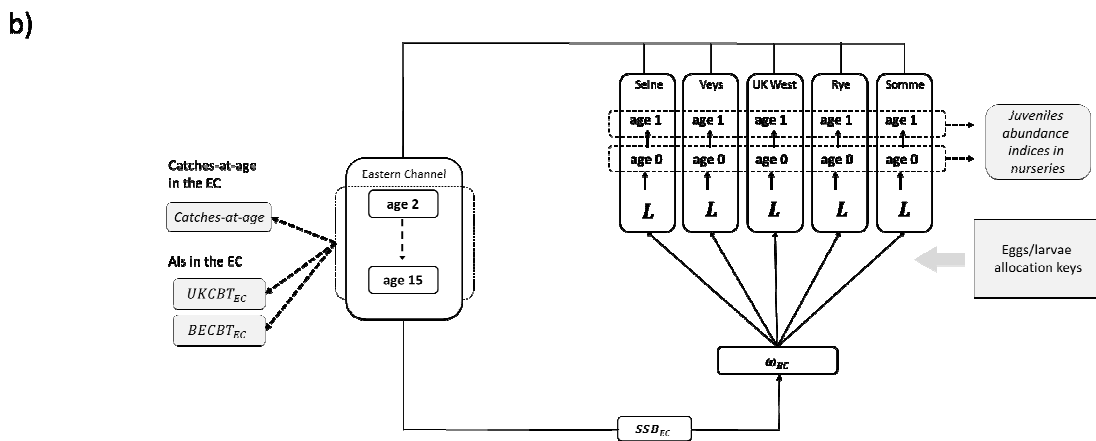 b)
Seine
Veys
UK West
Rye
Somme
age 1
age 1
age 1
age 1
age 1
age 0
age 0
age 0
age 0
age 0
L
L
L
L
L
Juveniles
abundance
indices in
nurseries
Catches-at-age
in the EC
Catches-at-age
AIs in the EC
UKCBT_EC
BECBT_EC
Eastern Channel
age 2
age 15
Eggs/larvae
allocation keys
ω_EC
SSB_EC